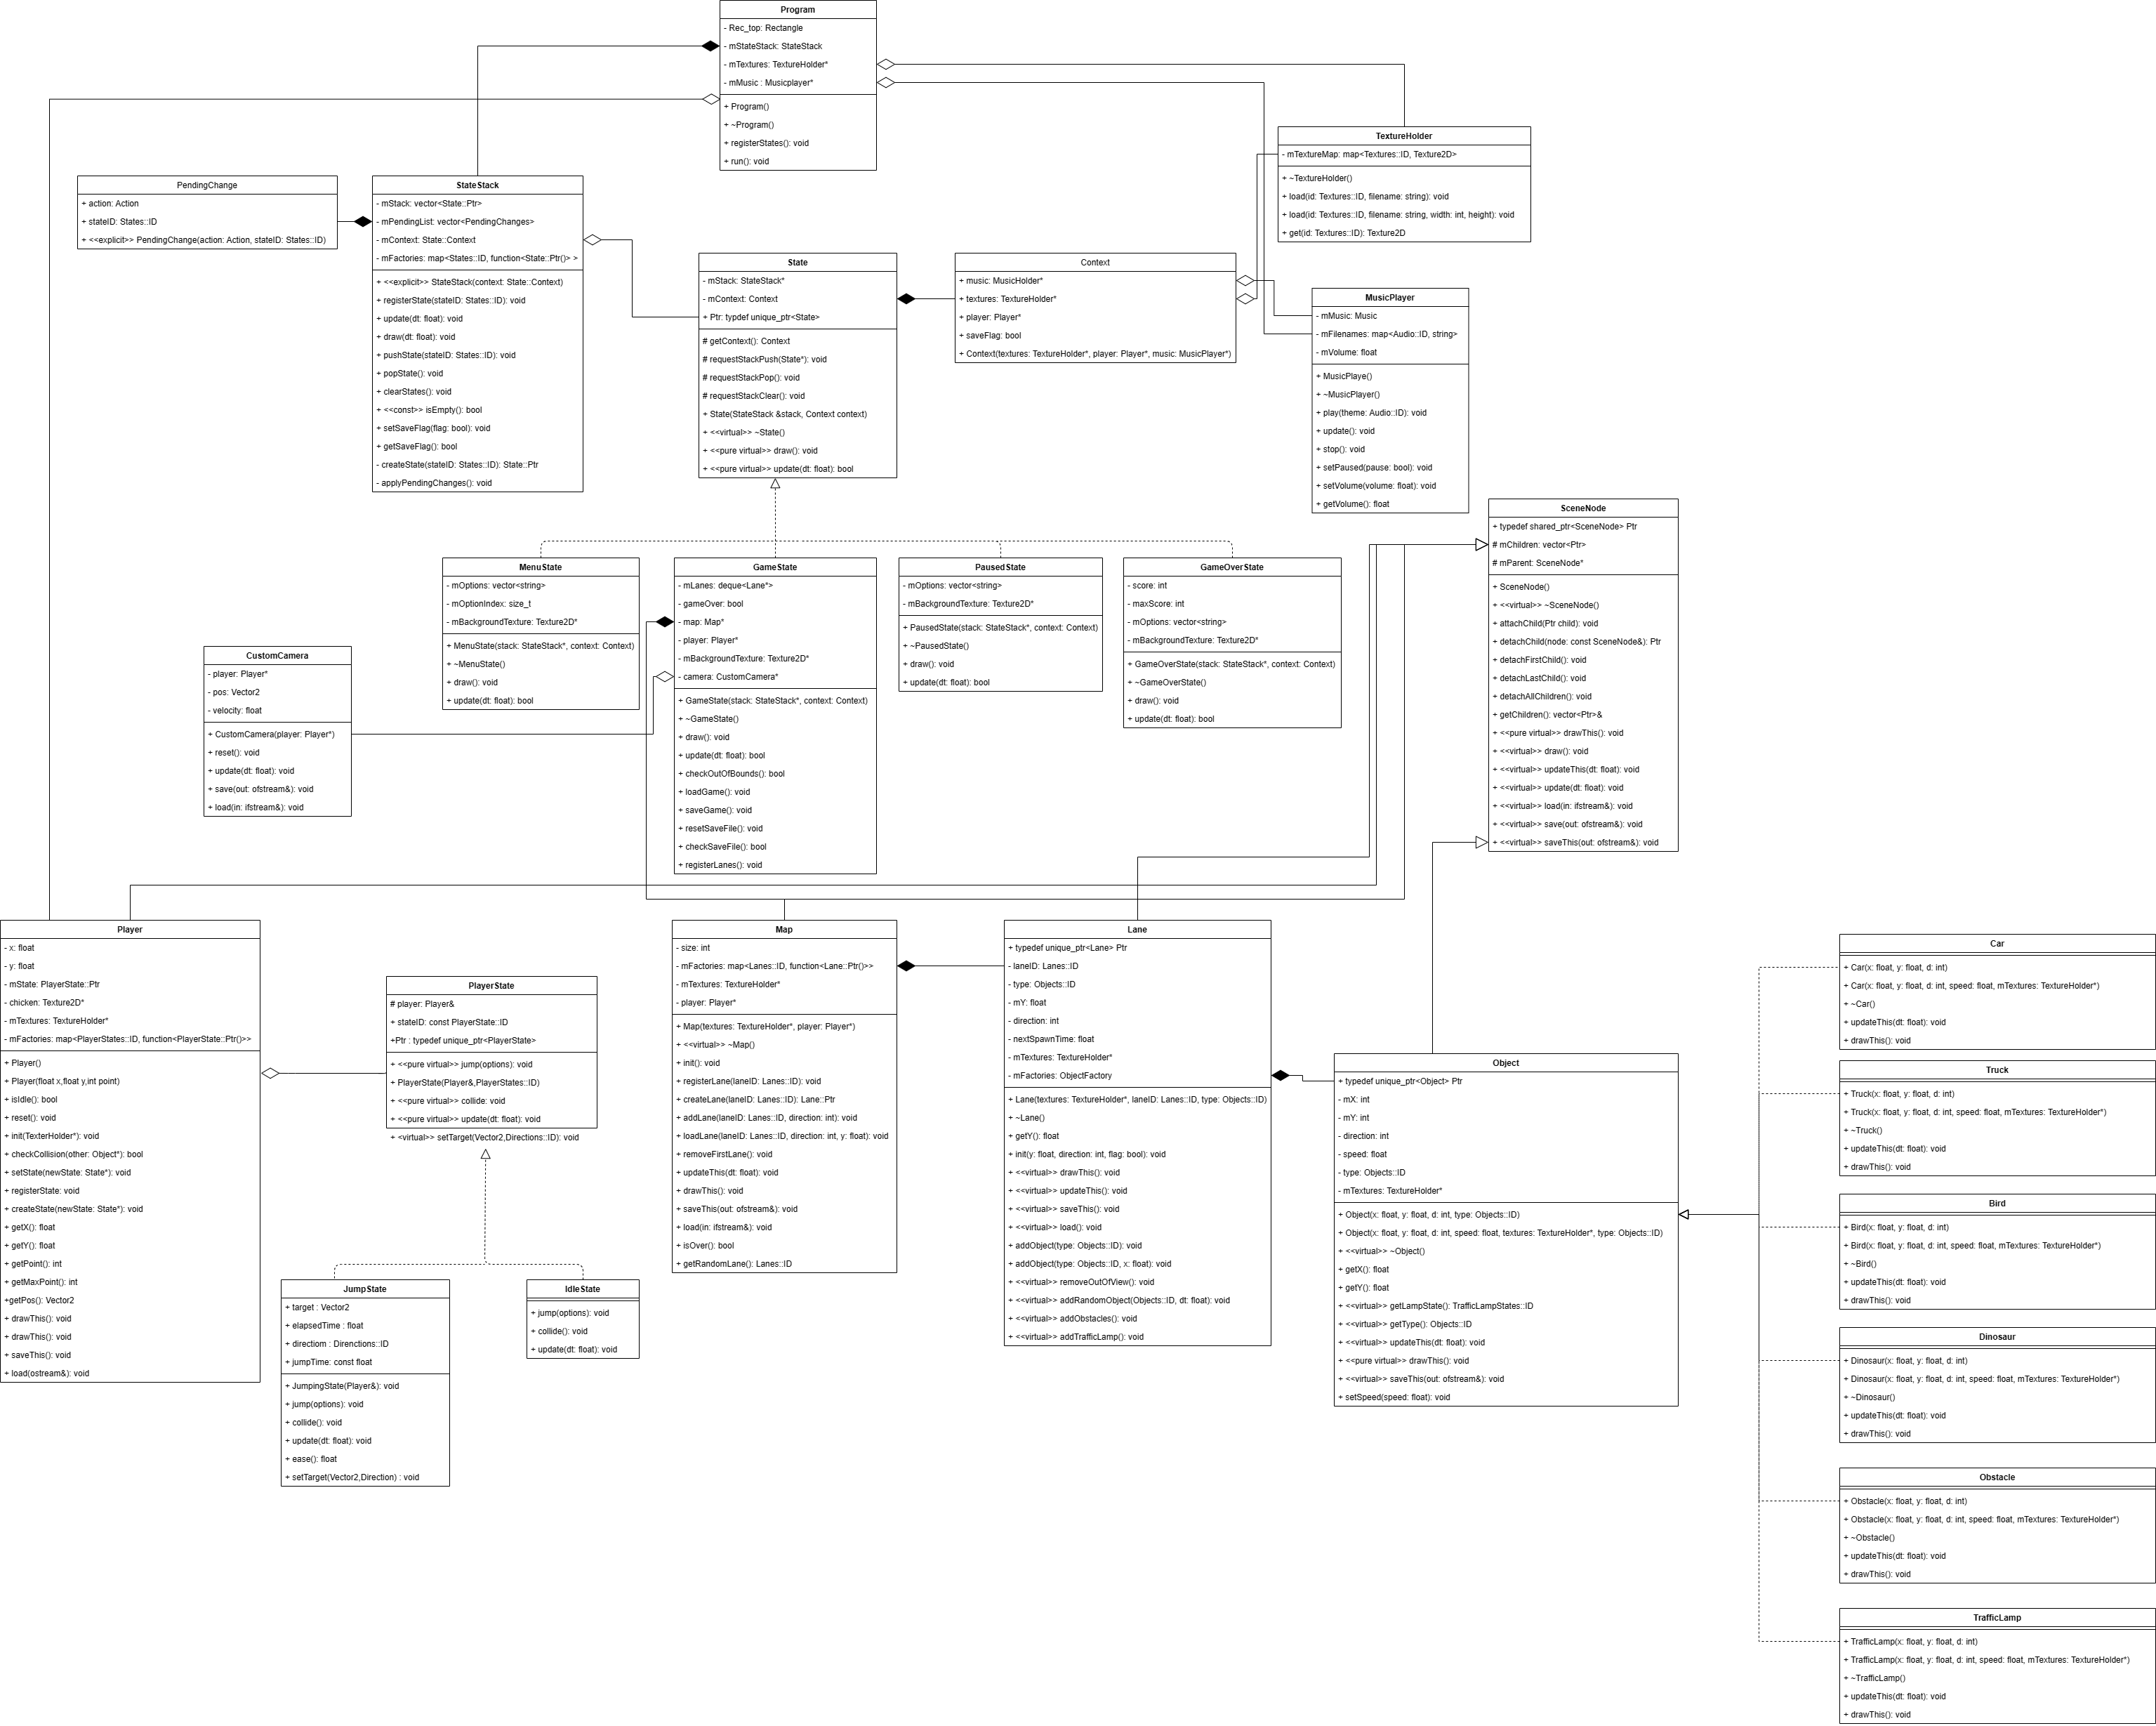 Program
- Rec_top: Rectangle
- mStateStack: StateStack
- mTextures: TextureHolder*
- mMusic : Musicplayer*
+ Program()
+ ~Program()
+ registerStates(): void
+ run(): void
TextureHolder
- mTextureMap: map<Textures::ID, Texture2D>
+ ~TextureHolder()
+ load(id: Textures::ID, filename: string): void
+ load(id: Textures::ID, filename: string, width: int, height): void
+ get(id: Textures::ID): Texture2D
PendingChange
+ action: Action
+ stateID: States::ID
+ <<explicit>> PendingChange(action: Action, stateID: States::ID)
StateStack
- mStack: vector<State::Ptr>
- mPendingList: vector<PendingChanges>
- mContext: State::Context
- mFactories: map<States::ID, function<State::Ptr()> >
+ <<explicit>> StateStack(context: State::Context)
+ registerState(stateID: States::ID): void
+ update(dt: float): void
+ draw(dt: float): void
+ pushState(stateID: States::ID): void
+ popState(): void
+ clearStates(): void
+ <<const>> isEmpty(): bool
+ setSaveFlag(flag: bool): void
+ getSaveFlag(): bool
- createState(stateID: States::ID): State::Ptr
- applyPendingChanges(): void
State
- mStack: StateStack*
- mContext: Context
+ Ptr: typdef unique_ptr<State>
# getContext(): Context
# requestStackPush(State*): void
# requestStackPop(): void
# requestStackClear(): void
+ State(StateStack &stack, Context context)
+ <<virtual>> ~State()
+ <<pure virtual>> draw(): void
+ <<pure virtual>> update(dt: float): bool
Context
+ music: MusicHolder*
+ textures: TextureHolder*
+ player: Player*
+ saveFlag: bool
+ Context(textures: TextureHolder*, player: Player*, music: MusicPlayer*)
MusicPlayer
- mMusic: Music
- mFilenames: map<Audio::ID, string>
- mVolume: float
+ MusicPlaye()
+ ~MusicPlayer()
+ play(theme: Audio::ID): void
+ update(): void
+ stop(): void
+ setPaused(pause: bool): void
+ setVolume(volume: float): void
+ getVolume(): float
SceneNode
+ typedef shared_ptr<SceneNode> Ptr
# mChildren: vector<Ptr>
# mParent: SceneNode*
+ SceneNode()
+ <<virtual>> ~SceneNode()
+ attachChild(Ptr child): void
+ detachChild(node: const SceneNode&): Ptr
+ detachFirstChild(): void
+ detachLastChild(): void
+ detachAllChildren(): void
+ getChildren(): vector<Ptr>&
+ <<pure virtual>> drawThis(): void
+ <<virtual>> draw(): void
+ <<virtual>> updateThis(dt: float): void
+ <<virtual>> update(dt: float): void
+ <<virtual>> load(in: ifstream&): void
+ <<virtual>> save(out: ofstream&): void
+ <<virtual>> saveThis(out: ofstream&): void
MenuState
- mOptions: vector<string>
- mOptionIndex: size_t
- mBackgroundTexture: Texture2D*
+ MenuState(stack: StateStack*, context: Context)
+ ~MenuState()
+ draw(): void
+ update(dt: float): bool
GameState
- mLanes: deque<Lane*>
- gameOver: bool
- map: Map*
- player: Player*
- mBackgroundTexture: Texture2D*
- camera: CustomCamera*
+ GameState(stack: StateStack*, context: Context)
+ ~GameState()
+ draw(): void
+ update(dt: float): bool
+ checkOutOfBounds(): bool
+ loadGame(): void
+ saveGame(): void
+ resetSaveFile(): void
+ checkSaveFile(): bool
+ registerLanes(): void
PausedState
- mOptions: vector<string>
- mBackgroundTexture: Texture2D*
+ PausedState(stack: StateStack*, context: Context)
+ ~PausedState()
+ draw(): void
+ update(dt: float): bool
GameOverState
- score: int
- maxScore: int
- mOptions: vector<string>
- mBackgroundTexture: Texture2D*
+ GameOverState(stack: StateStack*, context: Context)
+ ~GameOverState()
+ draw(): void
+ update(dt: float): bool
CustomCamera
- player: Player*
- pos: Vector2
- velocity: float
+ CustomCamera(player: Player*)
+ reset(): void
+ update(dt: float): void
+ save(out: ofstream&): void
+ load(in: ifstream&): void
Player
- x: float
- y: float
- mState: PlayerState::Ptr
- chicken: Texture2D*
- mTextures: TextureHolder*
- mFactories: map<PlayerStates::ID, function<PlayerState::Ptr()>>
+ Player()
+ Player(float x,float y,int point)
+ isIdle(): bool
+ reset(): void
+ init(TexterHolder*): void
+ checkCollision(other: Object*): bool
+ setState(newState: State*): void
+ registerState: void
+ createState(newState: State*): void
+ getX(): float
+ getY(): float
+ getPoint(): int
+ getMaxPoint(): int
+getPos(): Vector2
+ drawThis(): void
+ drawThis(): void
+ saveThis(): void
+ load(ostream&): void
PlayerState
# player: Player&
+ stateID: const PlayerState::ID
+Ptr : typedef unique_ptr<PlayerState>
+ <<pure virtual>> jump(options): void
+ PlayerState(Player&,PlayerStates::ID)
+ <<pure virtual>> collide: void
+ <<pure virtual>> update(dt: float): void
+ <virtual>> setTarget(Vector2,Directions::ID): void
JumpState
+ target : Vector2
+ elapsedTime : float
+ directiom : Direnctions::ID
+ jumpTime: const float
+ JumpingState(Player&): void
+ jump(options): void
+ collide(): void
+ update(dt: float): void
+ ease(): float
+ setTarget(Vector2,Direction) : void
IdleState
+ jump(options): void
+ collide(): void
+ update(dt: float): void
Map
- size: int
- mFactories: map<Lanes::ID, function<Lane::Ptr()>>
- mTextures: TextureHolder*
- player: Player*
+ Map(textures: TextureHolder*, player: Player*)
+ <<virtual>> ~Map()
+ init(): void
+ registerLane(laneID: Lanes::ID): void
+ createLane(laneID: Lanes::ID): Lane::Ptr
+ addLane(laneID: Lanes::ID, direction: int): void
+ loadLane(laneID: Lanes::ID, direction: int, y: float): void
+ removeFirstLane(): void
+ updateThis(dt: float): void
+ drawThis(): void
+ saveThis(out: ofstream&): void
+ load(in: ifstream&): void
+ isOver(): bool
+ getRandomLane(): Lanes::ID
Lane
+ typedef unique_ptr<Lane> Ptr
- laneID: Lanes::ID
- type: Objects::ID
- mY: float
- direction: int
- nextSpawnTime: float
- mTextures: TextureHolder*
- mFactories: ObjectFactory
+ Lane(textures: TextureHolder*, laneID: Lanes::ID, type: Objects::ID)
+ ~Lane()
+ getY(): float
+ init(y: float, direction: int, flag: bool): void
+ <<virtual>> drawThis(): void
+ <<virtual>> updateThis(): void
+ <<virtual>> saveThis(): void
+ <<virtual>> load(): void
+ addObject(type: Objects::ID): void
+ addObject(type: Objects::ID, x: float): void
+ <<virtual>> removeOutOfView(): void
+ <<virtual>> addRandomObject(Objects::ID, dt: float): void
+ <<virtual>> addObstacles(): void
+ <<virtual>> addTrafficLamp(): void
Object
+ typedef unique_ptr<Object> Ptr
- mX: int
- mY: int
- direction: int
- speed: float
- type: Objects::ID
- mTextures: TextureHolder*
+ Object(x: float, y: float, d: int, type: Objects::ID)
+ Object(x: float, y: float, d: int, speed: float, textures: TextureHolder*, type: Objects::ID)
+ <<virtual>> ~Object()
+ getX(): float
+ getY(): float
+ <<virtual>> getLampState(): TrafficLampStates::ID
+ <<virtual>> getType(): Objects::ID
+ <<virtual>> updateThis(dt: float): void
+ <<pure virtual>> drawThis(): void
+ <<virtual>> saveThis(out: ofstream&): void
+ setSpeed(speed: float): void
Car
+ Car(x: float, y: float, d: int)
+ Car(x: float, y: float, d: int, speed: float, mTextures: TextureHolder*)
+ ~Car()
+ updateThis(dt: float): void
+ drawThis(): void
Truck
+ Truck(x: float, y: float, d: int)
+ Truck(x: float, y: float, d: int, speed: float, mTextures: TextureHolder*)
+ ~Truck()
+ updateThis(dt: float): void
+ drawThis(): void
Bird
+ Bird(x: float, y: float, d: int)
+ Bird(x: float, y: float, d: int, speed: float, mTextures: TextureHolder*)
+ ~Bird()
+ updateThis(dt: float): void
+ drawThis(): void
Dinosaur
+ Dinosaur(x: float, y: float, d: int)
+ Dinosaur(x: float, y: float, d: int, speed: float, mTextures: TextureHolder*)
+ ~Dinosaur()
+ updateThis(dt: float): void
+ drawThis(): void
Obstacle
+ Obstacle(x: float, y: float, d: int)
+ Obstacle(x: float, y: float, d: int, speed: float, mTextures: TextureHolder*)
+ ~Obstacle()
+ updateThis(dt: float): void
+ drawThis(): void
TrafficLamp
+ TrafficLamp(x: float, y: float, d: int)
+ TrafficLamp(x: float, y: float, d: int, speed: float, mTextures: TextureHolder*)
+ ~TrafficLamp()
+ updateThis(dt: float): void
+ drawThis(): void